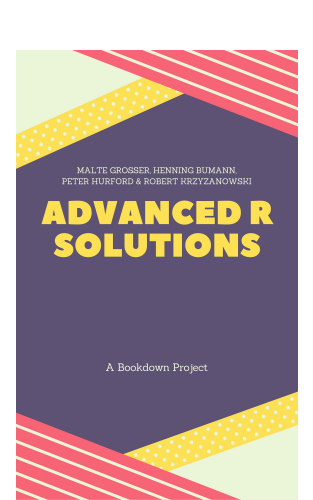 MALTE GROSSER, HENNING BUMANN,
PETER HURFORD & ROBERT KRZYZANOWSKI
ADVANCED R
SOLUTIONS
A Bookdown Project